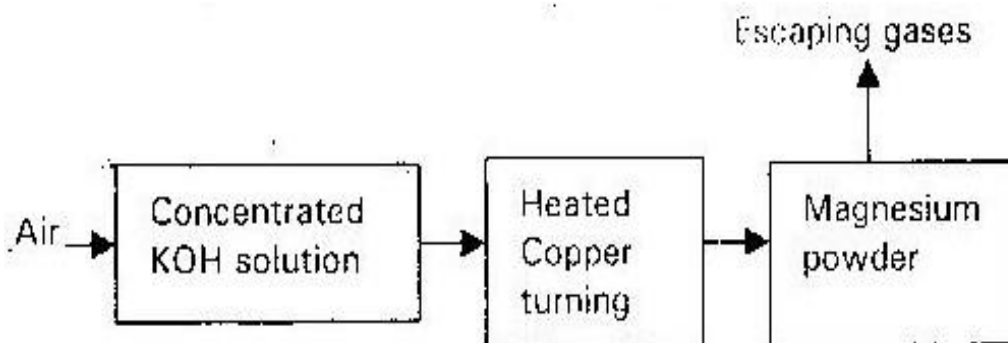 Escaping gases
Air
Concentrated
KOH solution
Heated
Copper
turning
Magnesium
powder